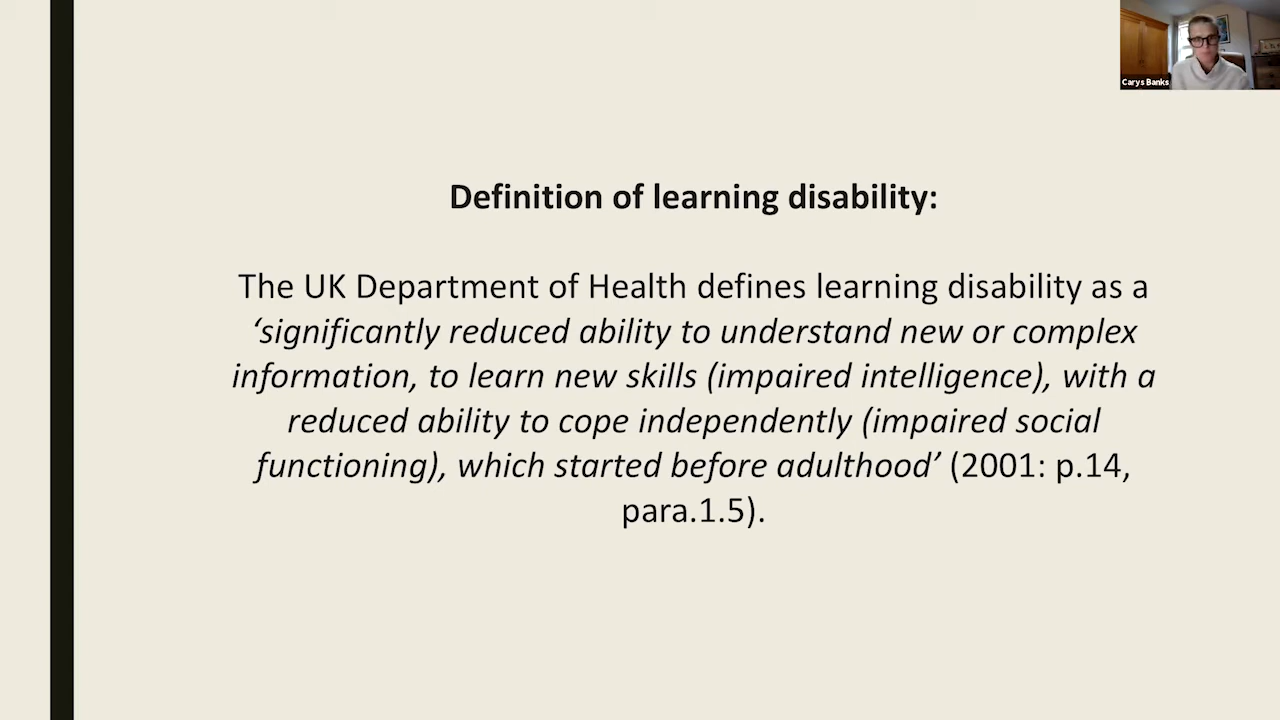 Carys Banks
Definition of learning disability:
The UK Department of Health defines learning disability as a
‘significantly reduced ability to understand new or complex
information, to learn new skills (impaired intelligence), with a
reduced ability to cope independently (impaired social
functioning), which started before adulthood’ (2001: p.14,
para.1.5).